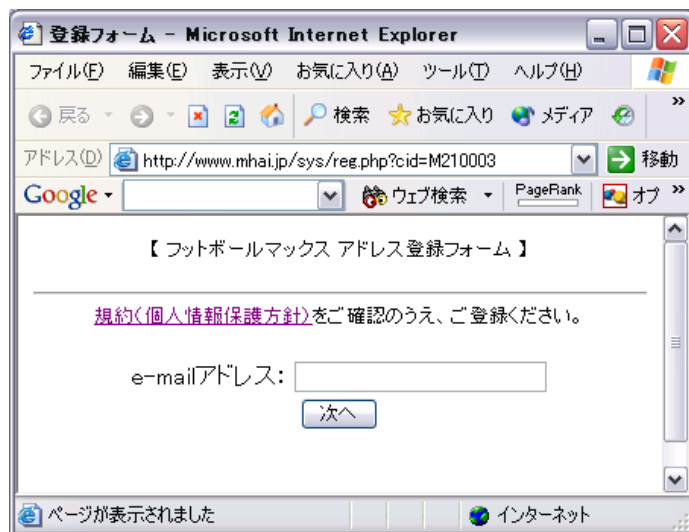 登録フォーム - Microsoft Internet Explorer
ファイル(F) 編集(E) 表示(V) お気に入り(A) ツール(T) ヘルプ(H)
戻る 検索 お気に入り メディア »
アドレス(D) http://www.mhai.jp/sys/reg.php?cid=M210003 移動
Google ウェブ検索 PageRank オプ »
【 フットボールマックス アドレス登録フォーム 】
規約(個人情報保護方針)をご確認のうえ、ご登録ください。
e-mailアドレス:
次へ
ページが表示されました インターネット